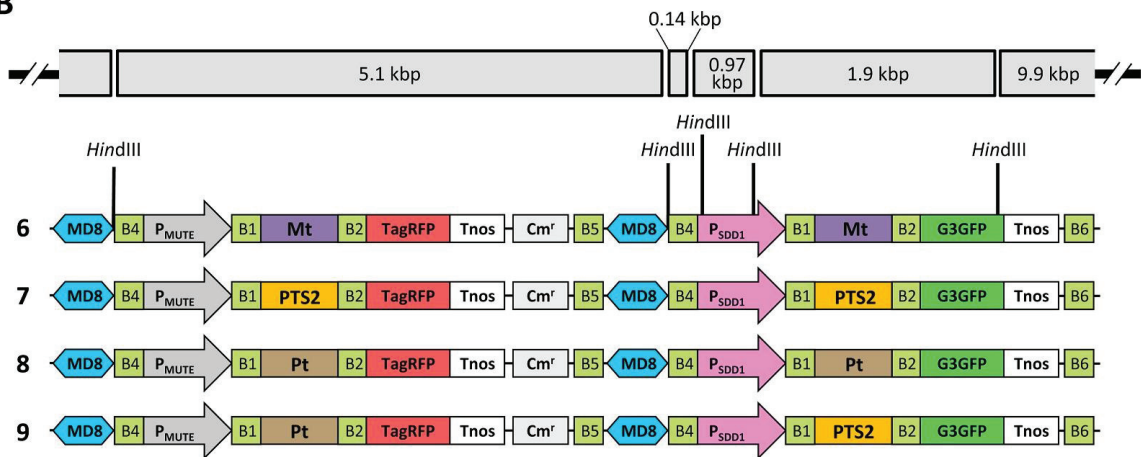 B
0.14 kbp
5.1 kbp
0.97 kbp
1.9 kbp
9.9 kbp
HindIII
HindIII HindIII HindIII HindIII
6 MD8 B4 PMUTE B1 Mt B2 TagRFP Tnos Cmr B5 MD8 B4 PSDD1 B1 Mt B2 G3GFP Tnos B6
7 MD8 B4 PMUTE B1 PTS2 B2 TagRFP Tnos Cmr B5 MD8 B4 PSDD1 B1 PTS2 B2 G3GFP Tnos B6
8 MD8 B4 PMUTE B1 Pt B2 TagRFP Tnos Cmr B5 MD8 B4 PSDD1 B1 Pt B2 G3GFP Tnos B6
9 MD8 B4 PMUTE B1 Pt B2 TagRFP Tnos Cmr B5 MD8 B4 PSDD1 B1 PTS2 B2 G3GFP Tnos B6